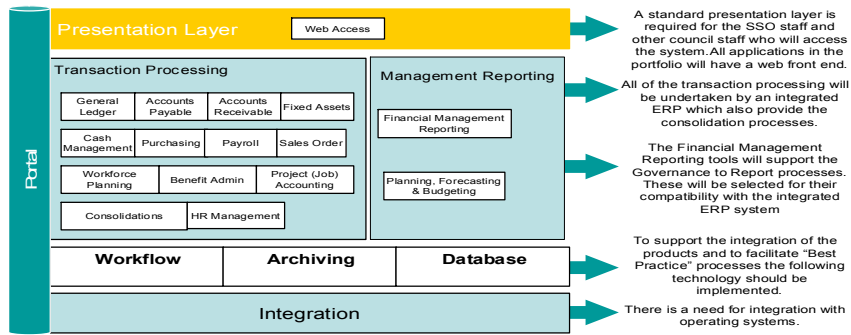 Portal
Presentation Layer
Web Access
Transaction Processing
General
Ledger
Accounts
Payable
Accounts
Receivable
Fixed Assets
Cash
Management
Purchasing
Payroll
Sales Order
Workforce
Planning
Benefit Admin
Project (Job)
Accounting
Consolidations
HR Management
Management Reporting
Financial Management
Reporting
Planning, Forecasting
& Budgeting
Workflow
Archiving
Database
Integration
A standard presentation layer is
required for the SSO staff and
other council staff who will access
the system. All applications in the
portfolio will have a web front end.
All of the transaction processing will
be undertaken by an integrated
ERP which also provide the
consolidation processes.
The Financial Management
Reporting tools will support the
Governance to Report processes.
These will be selected for their
compatibility with the integrated
ERP system
To support the integration of the
products and to facilitate “Best
Practice” processes the following
technology should be
implemented.
There is a need for integration with
operating systems.